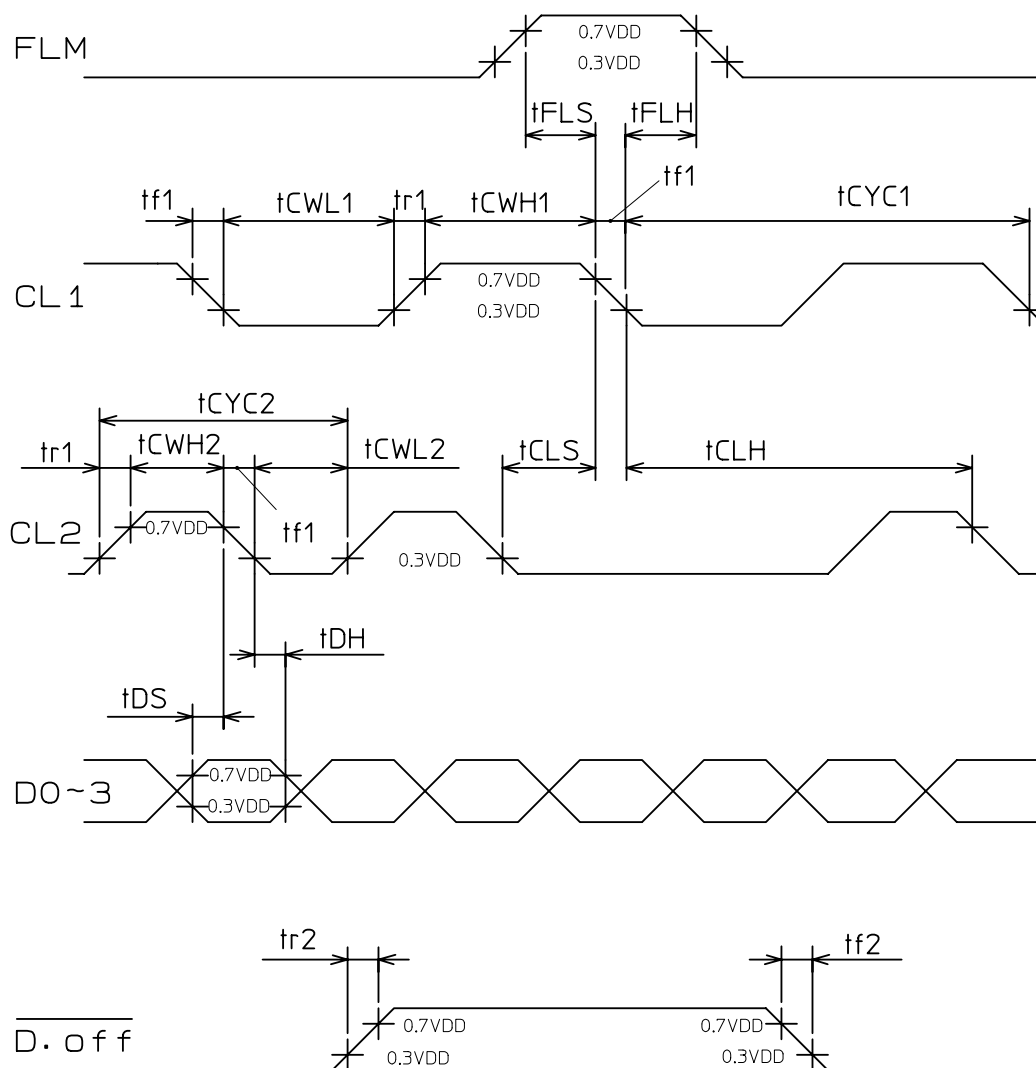 FLM
0.7VDD
0.3VDD
tFLS
tFLH
tf1
tf1
tCWL1
tr1
tCWH1
tCYC1
CL1
0.7VDD
0.3VDD
tCYC2
tr1
tCWH2
tCWL2
tCLS
tCLH
CL2
0.7VDD
tf1
0.3VDD
tDH
tDS
D0~3
0.7VDD
0.3VDD
tr2
tf2
D.off
0.7VDD
0.7VDD
0.3VDD
0.3VDD